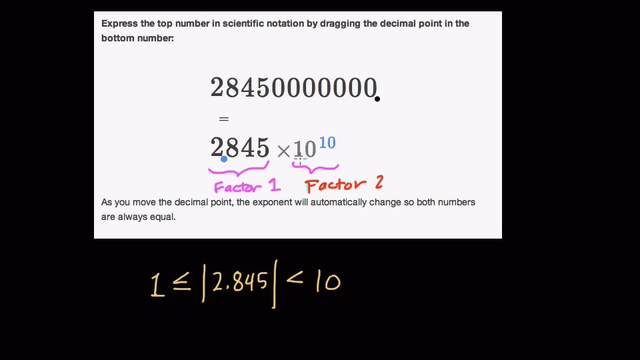 Express the top number in scientific notation by dragging the decimal point in the
bottom number:
28450000000.
=
2.845 × 10^10
Factor 1 Factor 2
As you move the decimal point, the exponent will automatically change so both numbers
are always equal.
1 ≤ |2.845| < 10